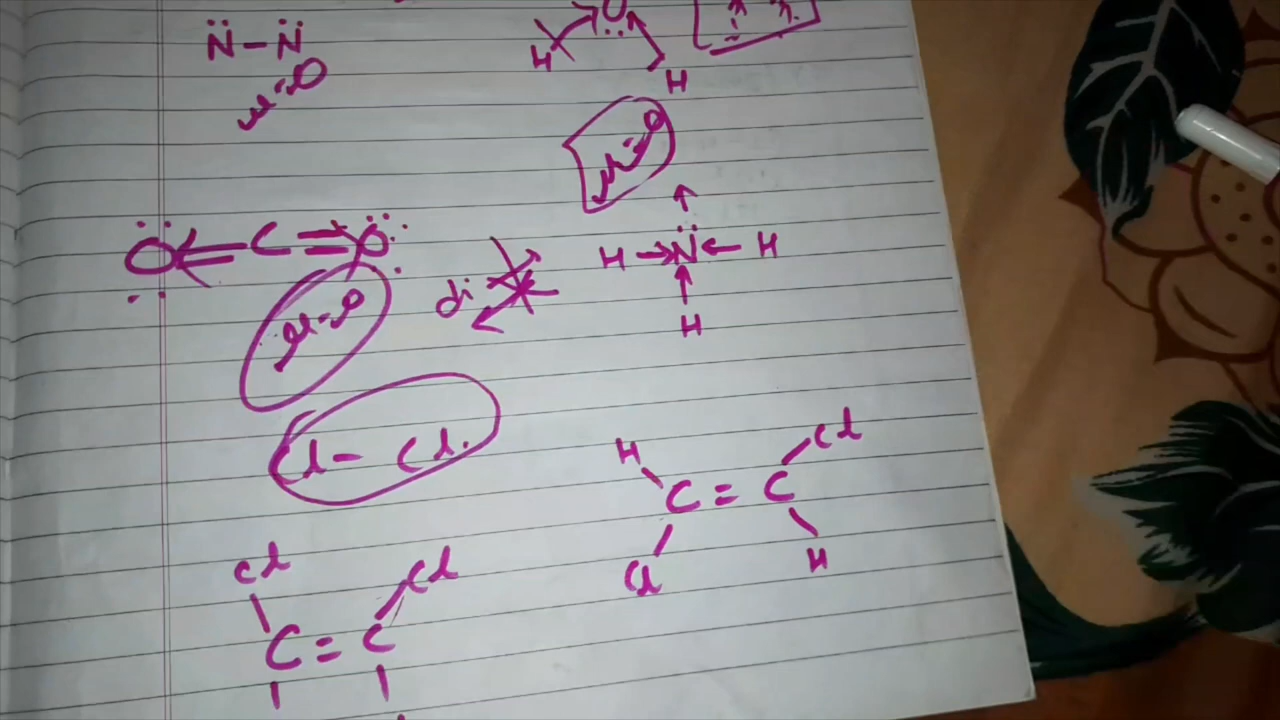 N̈ – N̈
μ=0
O
H H
μ=0
O ⇐ C ⇒ O
H → N ← H
↑
H
μ=0
di
Cl – Cl.
H Cl
C = C
Cl H
Cl Cl
C = C